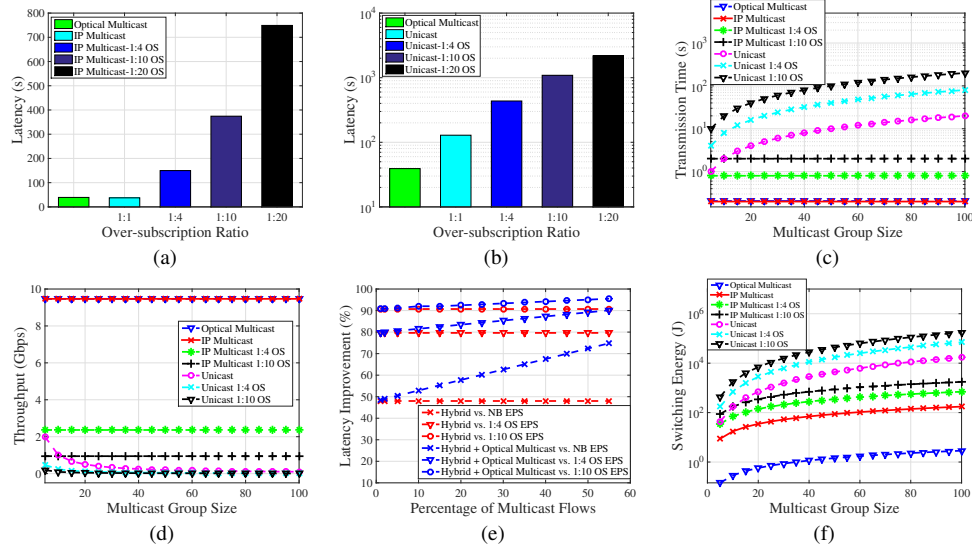 Optical Multicast
IP Multicast
IP Multicast-1:4 OS
IP Multicast-1:10 OS
IP Multicast-1:20 OS
800
700
600
500
400
300
200
100
0
Latency (s)
1:1 1:4 1:10 1:20
Over-subscription Ratio
(a)
Optical Multicast
Unicast
Unicast-1:4 OS
Unicast-1:10 OS
Unicast-1:20 OS
10^4
10^3
10^2
10^1
Latency (s)
1:1 1:4 1:10 1:20
Over-subscription Ratio
(b)
Optical Multicast
IP Multicast
IP Multicast 1:4 OS
IP Multicast 1:10 OS
Unicast
Unicast 1:4 OS
Unicast 1:10 OS
10^4
10^2
10^0
Transmission Time (s)
20 40 60 80 100
Multicast Group Size
(c)
10
8
6
4
2
0
Throughput (Gbps)
Optical Multicast
IP Multicast
IP Multicast 1:4 OS
IP Multicast 1:10 OS
Unicast
Unicast 1:4 OS
Unicast 1:10 OS
20 40 60 80 100
Multicast Group Size
(d)
100
90
80
70
60
50
40
30
20
10
0
Latency Improvement (%)
Hybrid vs. NB EPS
Hybrid vs. 1:4 OS EPS
Hybrid vs. 1:10 OS EPS
Hybrid + Optical Multicast vs. NB EPS
Hybrid + Optical Multicast vs. 1:4 OS EPS
Hybrid + Optical Multicast vs. 1:10 OS EPS
0 10 20 30 40 50 60
Percentage of Multicast Flows
(e)
Optical Multicast
IP Multicast
IP Multicast 1:4 OS
IP Multicast 1:10 OS
Unicast
Unicast 1:4 OS
Unicast 1:10 OS
10^6
10^4
10^2
10^0
Switching Energy (J)
0 20 40 60 80 100
Multicast Group Size
(f)